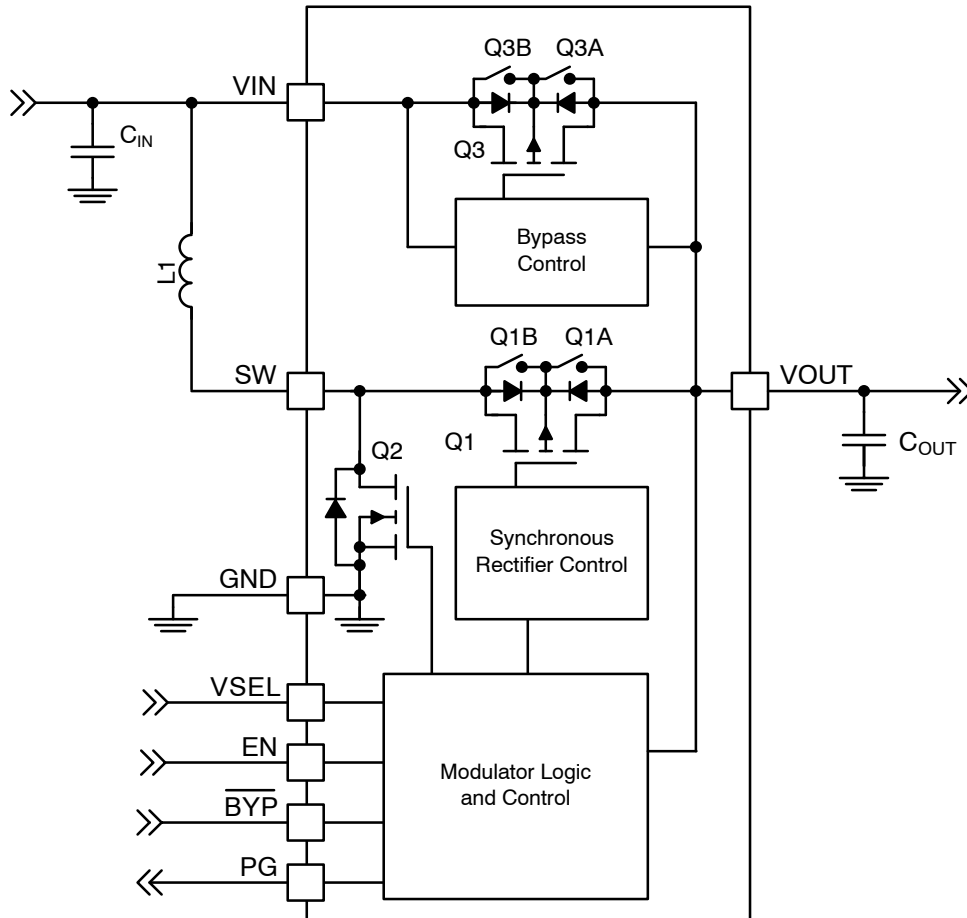 Q3B Q3A
VIN
C_IN
Q3
Bypass
Control
L1
Q1B Q1A
SW
VOUT
Q2
Q1
C_OUT
Synchronous
Rectifier Control
GND
VSEL
EN
B̅Y̅P̅
PG
Modulator Logic
and Control